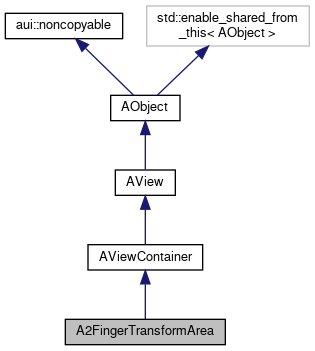 aui::noncopyable
std::enable_shared_from
_this< AObject >
AObject
AView
AViewContainer
A2FingerTransformArea